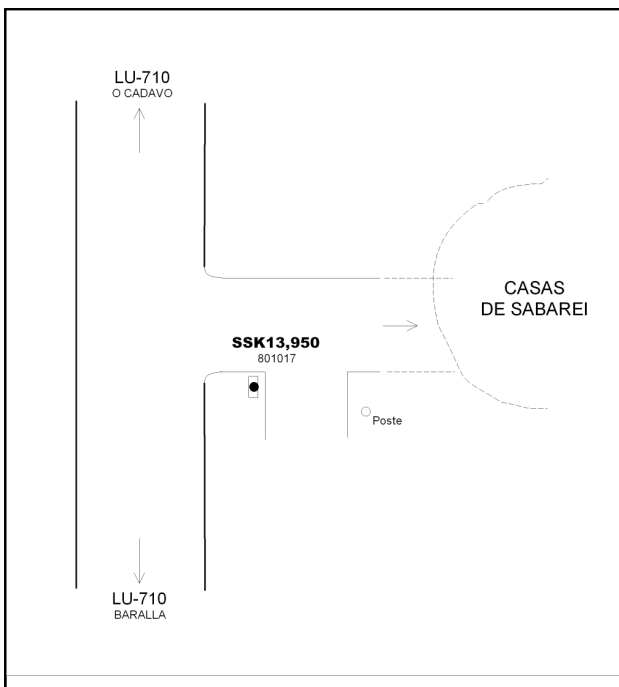 LU-710
O CADAVO
CASAS
DE SABAREI
SSK13,950
801017
Poste
LU-710
BARALLA